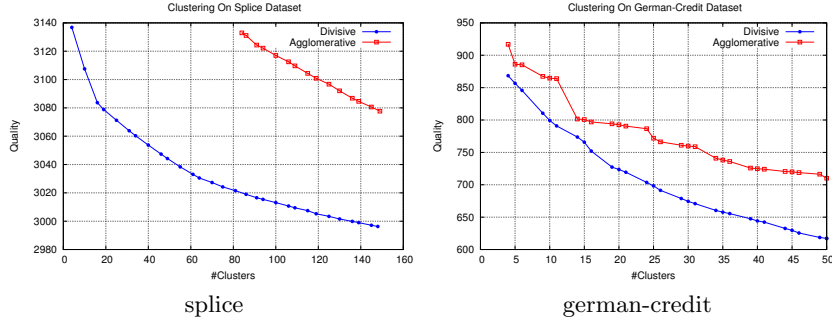 Clustering On Splice Dataset
3140
3120
3100
3080
3060
3040
3020
3000
2980
Quality
Divisive
Agglomerative
0 20 40 60 80 100 120 140 160
#Clusters
splice
Clustering On German-Credit Dataset
950
900
850
800
750
700
650
600
Quality
Divisive
Agglomerative
0 5 10 15 20 25 30 35 40 45 50
#Clusters
german-credit